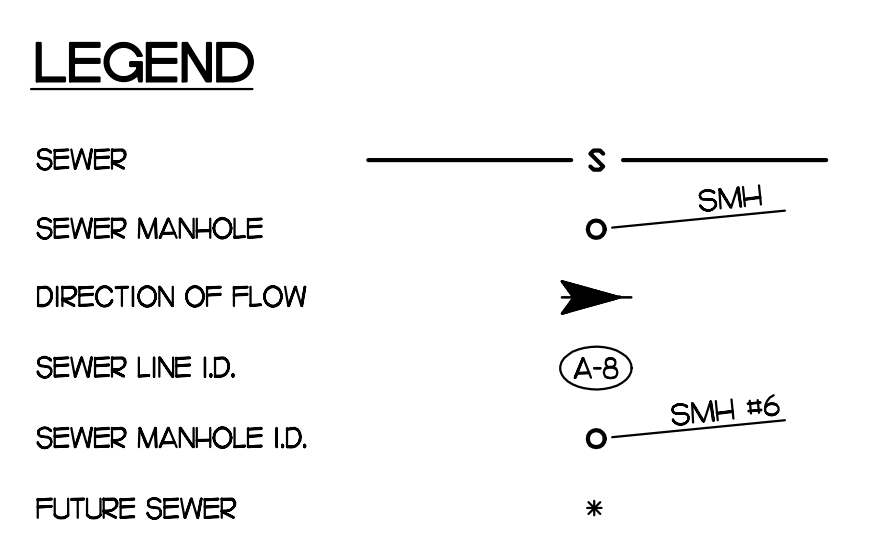 LEGEND
SEWER S
SMH
SEWER MANHOLE
DIRECTION OF FLOW
SEWER LINE I.D. A-8
SMH #6
SEWER MANHOLE I.D.
FUTURE SEWER *